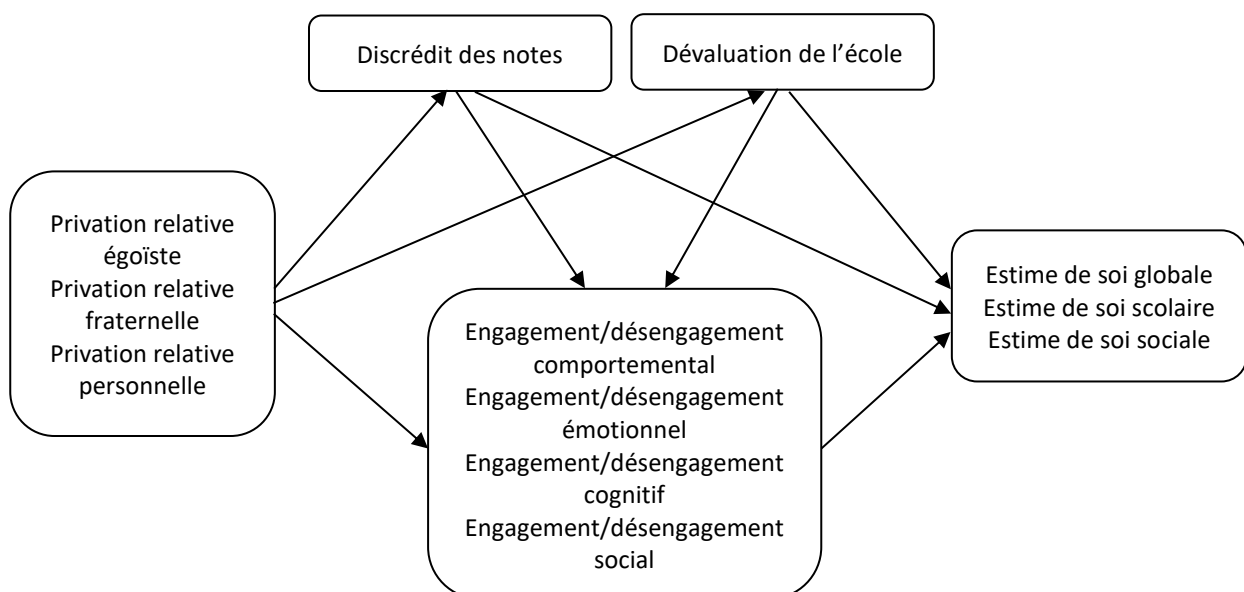 Discrédit des notes
Dévaluation de l’école
Privation relative
égoïste
Privation relative
fraternelle
Privation relative
personnelle
Engagement/désengagement
comportemental
Engagement/désengagement
émotionnel
Engagement/désengagement
cognitif
Engagement/désengagement
social
Estime de soi globale
Estime de soi scolaire
Estime de soi sociale